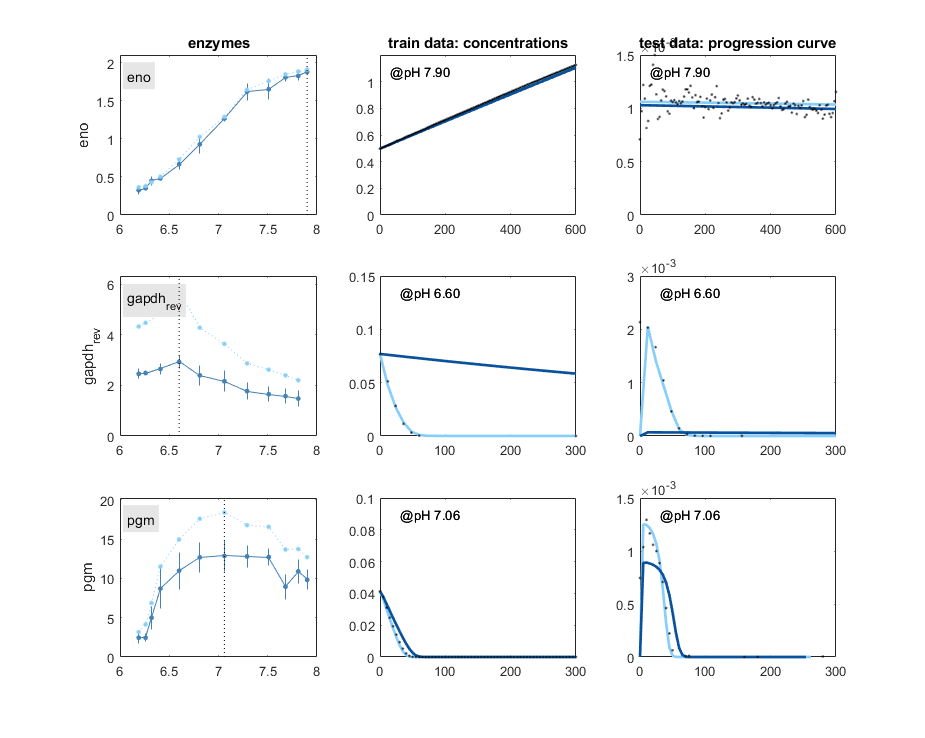 enzymes
train data: concentrations
test data: progression curve
eno
eno
2
1.5
1
0.5
0
6 6.5 7 7.5 8
@pH 7.90
1
0.8
0.6
0.4
0.2
0
0 200 400 600
@pH 7.90
1.5
1
0.5
0
0 200 400 600
gapdh_rev
gapdh_rev
6
4
2
0
6 6.5 7 7.5 8
@pH 6.60
0.15
0.1
0.05
0
0 100 200 300
×10^-3
@pH 6.60
3
2
1
0
0 100 200 300
pgm
pgm
20
15
10
5
0
6 6.5 7 7.5 8
@pH 7.06
0.1
0.08
0.06
0.04
0.02
0
0 100 200 300
×10^-3
@pH 7.06
1.5
1
0.5
0
0 100 200 300